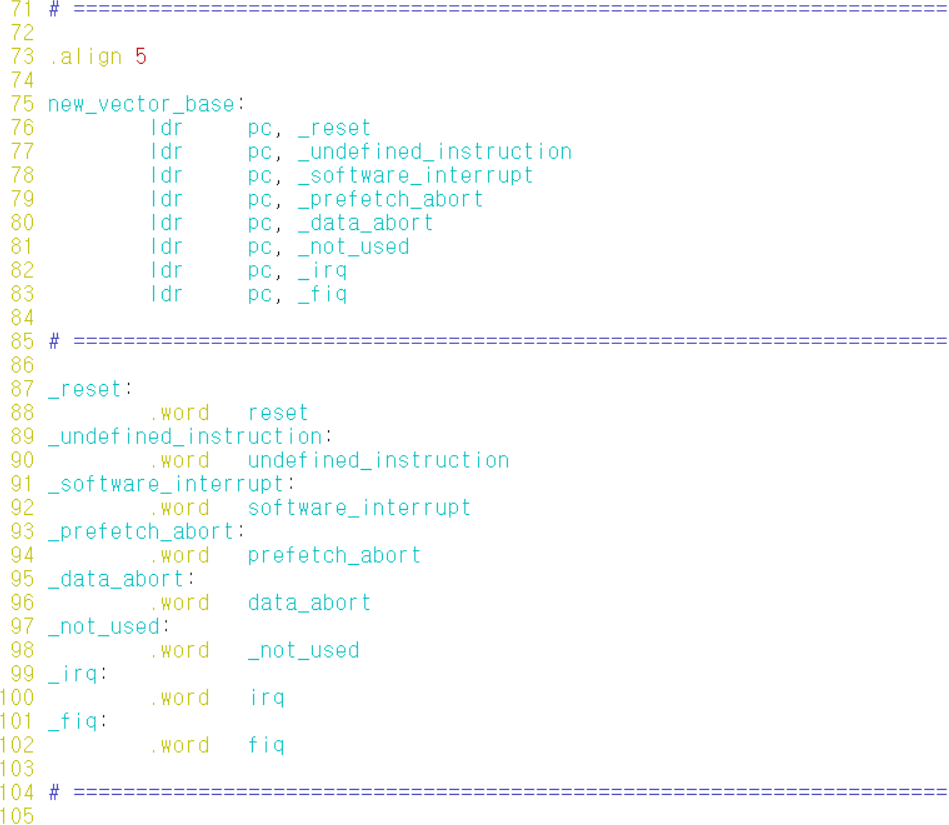 71 # ======================================================================
72
73 .align 5
74
75 new_vector_base:
76         ldr     pc, _reset
77         ldr     pc, _undefined_instruction
78         ldr     pc, _software_interrupt
79         ldr     pc, _prefetch_abort
80         ldr     pc, _data_abort
81         ldr     pc, _not_used
82         ldr     pc, _irq
83         ldr     pc, _fiq
84
85 # ======================================================================
86
87 _reset:
88         .word   reset
89 _undefined_instruction:
90         .word   undefined_instruction
91 _software_interrupt:
92         .word   software_interrupt
93 _prefetch_abort:
94         .word   prefetch_abort
95 _data_abort:
96         .word   data_abort
97 _not_used:
98         .word   _not_used
99 _irq:
100         .word   irq
101 _fiq:
102         .word   fiq
103
104 # ======================================================================
105